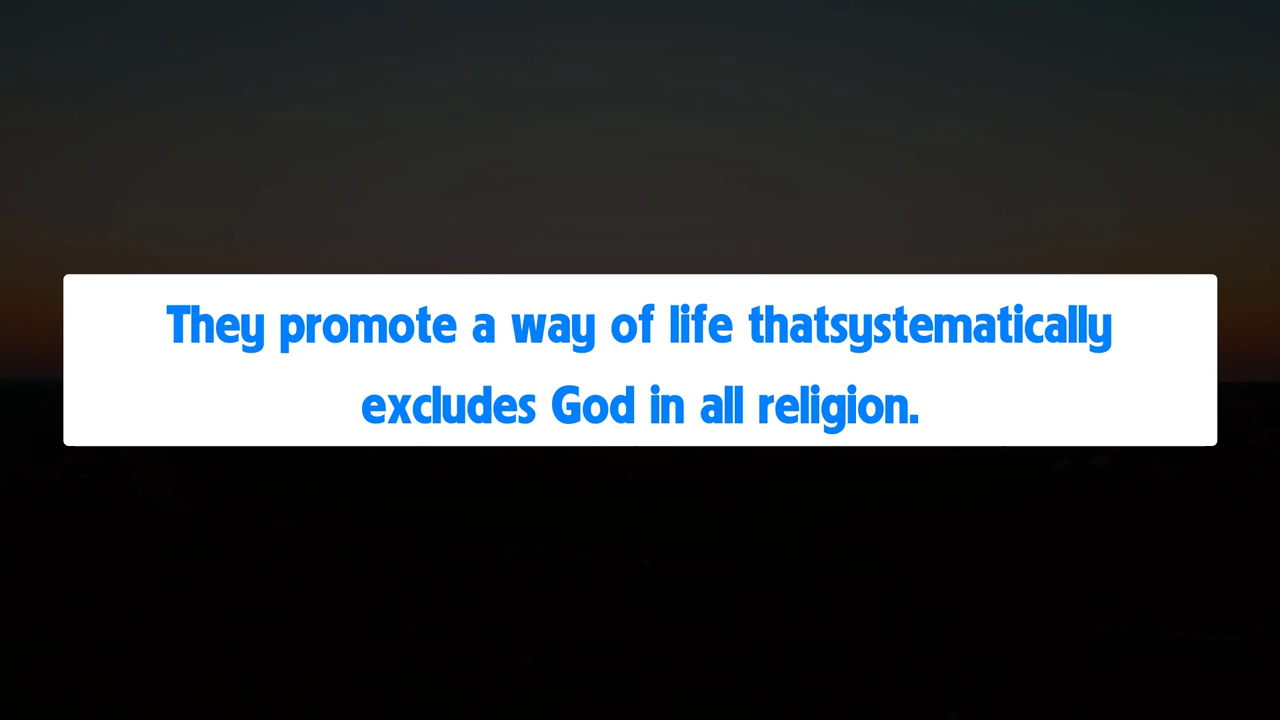 They promote a way of life thatsystematically
excludes God in all religion.